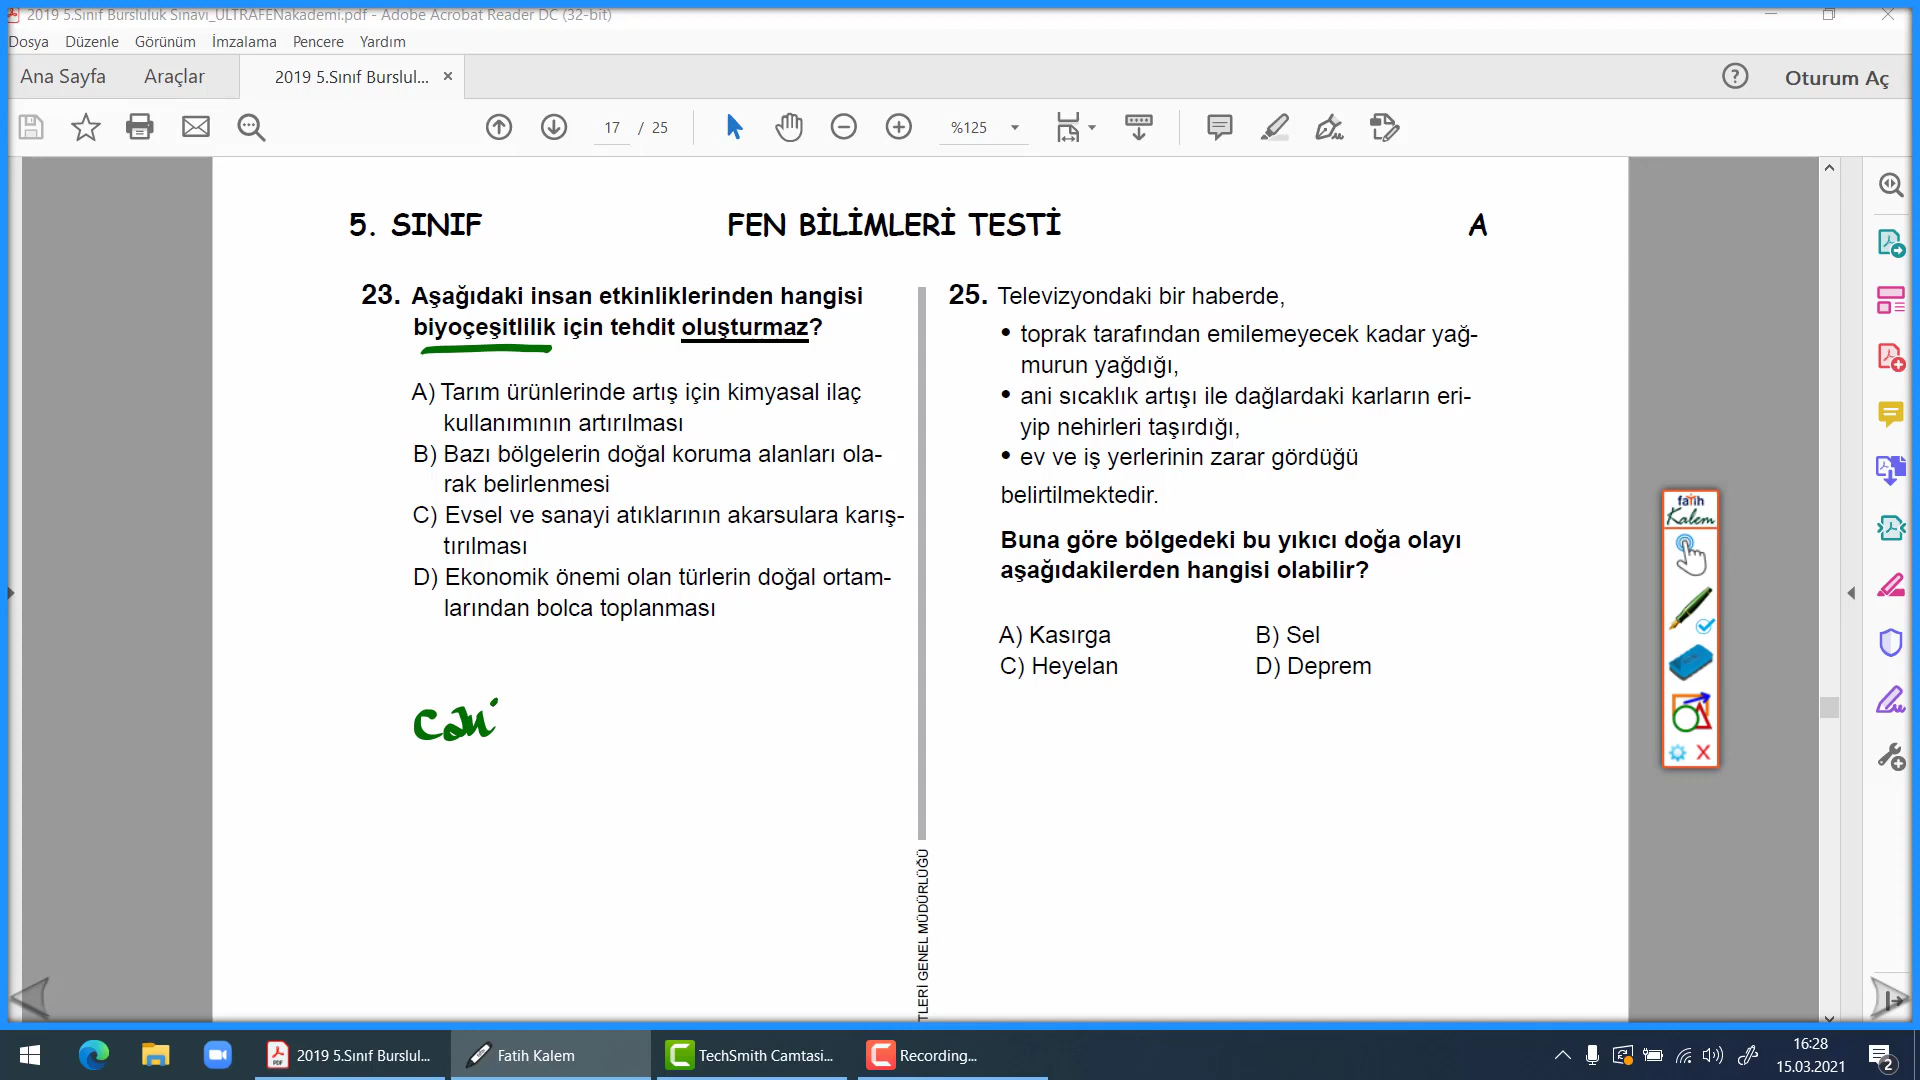 2019 5.Sınıf Bursluluk Sınavı_ULTRAFENakademi.pdf - Adobe Acrobat Reader DC (32-bit)
Dosya Düzenle Görünüm İmzalama Pencere Yardım
Ana Sayfa Araçlar 2019 5.Sınıf Burslul... × Oturum Aç
17 / 25 %125
5. SINIF FEN BİLİMLERİ TESTİ A
23. Aşağıdaki insan etkinliklerinden hangisi
biyoçeşitlilik için tehdit oluşturmaz?
A) Tarım ürünlerinde artış için kimyasal ilaç
kullanımının artırılması
B) Bazı bölgelerin doğal koruma alanları ola-
rak belirlenmesi
C) Evsel ve sanayi atıklarının akarsulara karış-
tırılması
D) Ekonomik önemi olan türlerin doğal ortam-
larından bolca toplanması
Can
25. Televizyondaki bir haberde,
• toprak tarafından emilemeyecek kadar yağ-
murun yağdığı,
• ani sıcaklık artışı ile dağlardaki karların eri-
yip nehirleri taşırdığı,
• ev ve iş yerlerinin zarar gördüğü
belirtilmektedir.
Buna göre bölgedeki bu yıkıcı doğa olayı
aşağıdakilerden hangisi olabilir?
A) Kasırga B) Sel
C) Heyelan D) Deprem
TLERİ GENEL MÜDÜRLÜĞÜ
fatih
Kalem
2019 5.Sınıf Burslul... Fatih Kalem TechSmith Camtasi... Recording...
16:28
15.03.2021
2